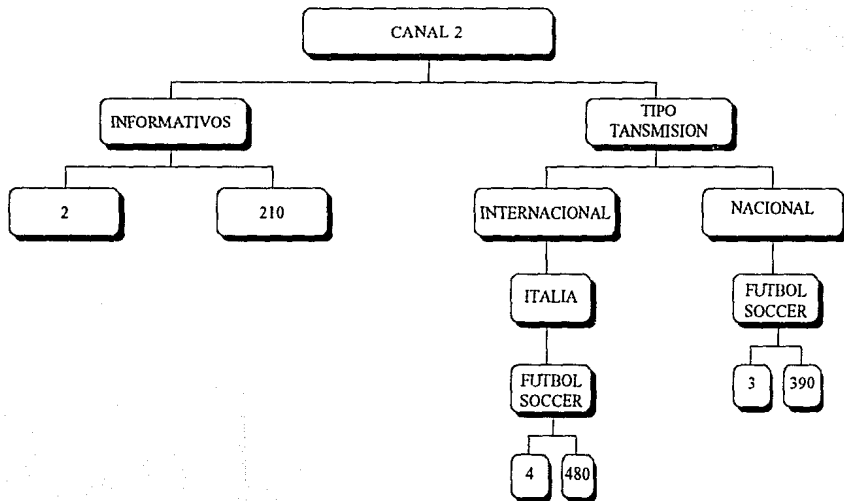 CANAL 2
INFORMATIVOS
TIPO
TANSMISION
2
210
INTERNACIONAL
NACIONAL
ITALIA
FUTBOL
SOCCER
3
390
FUTBOL
SOCCER
4
480